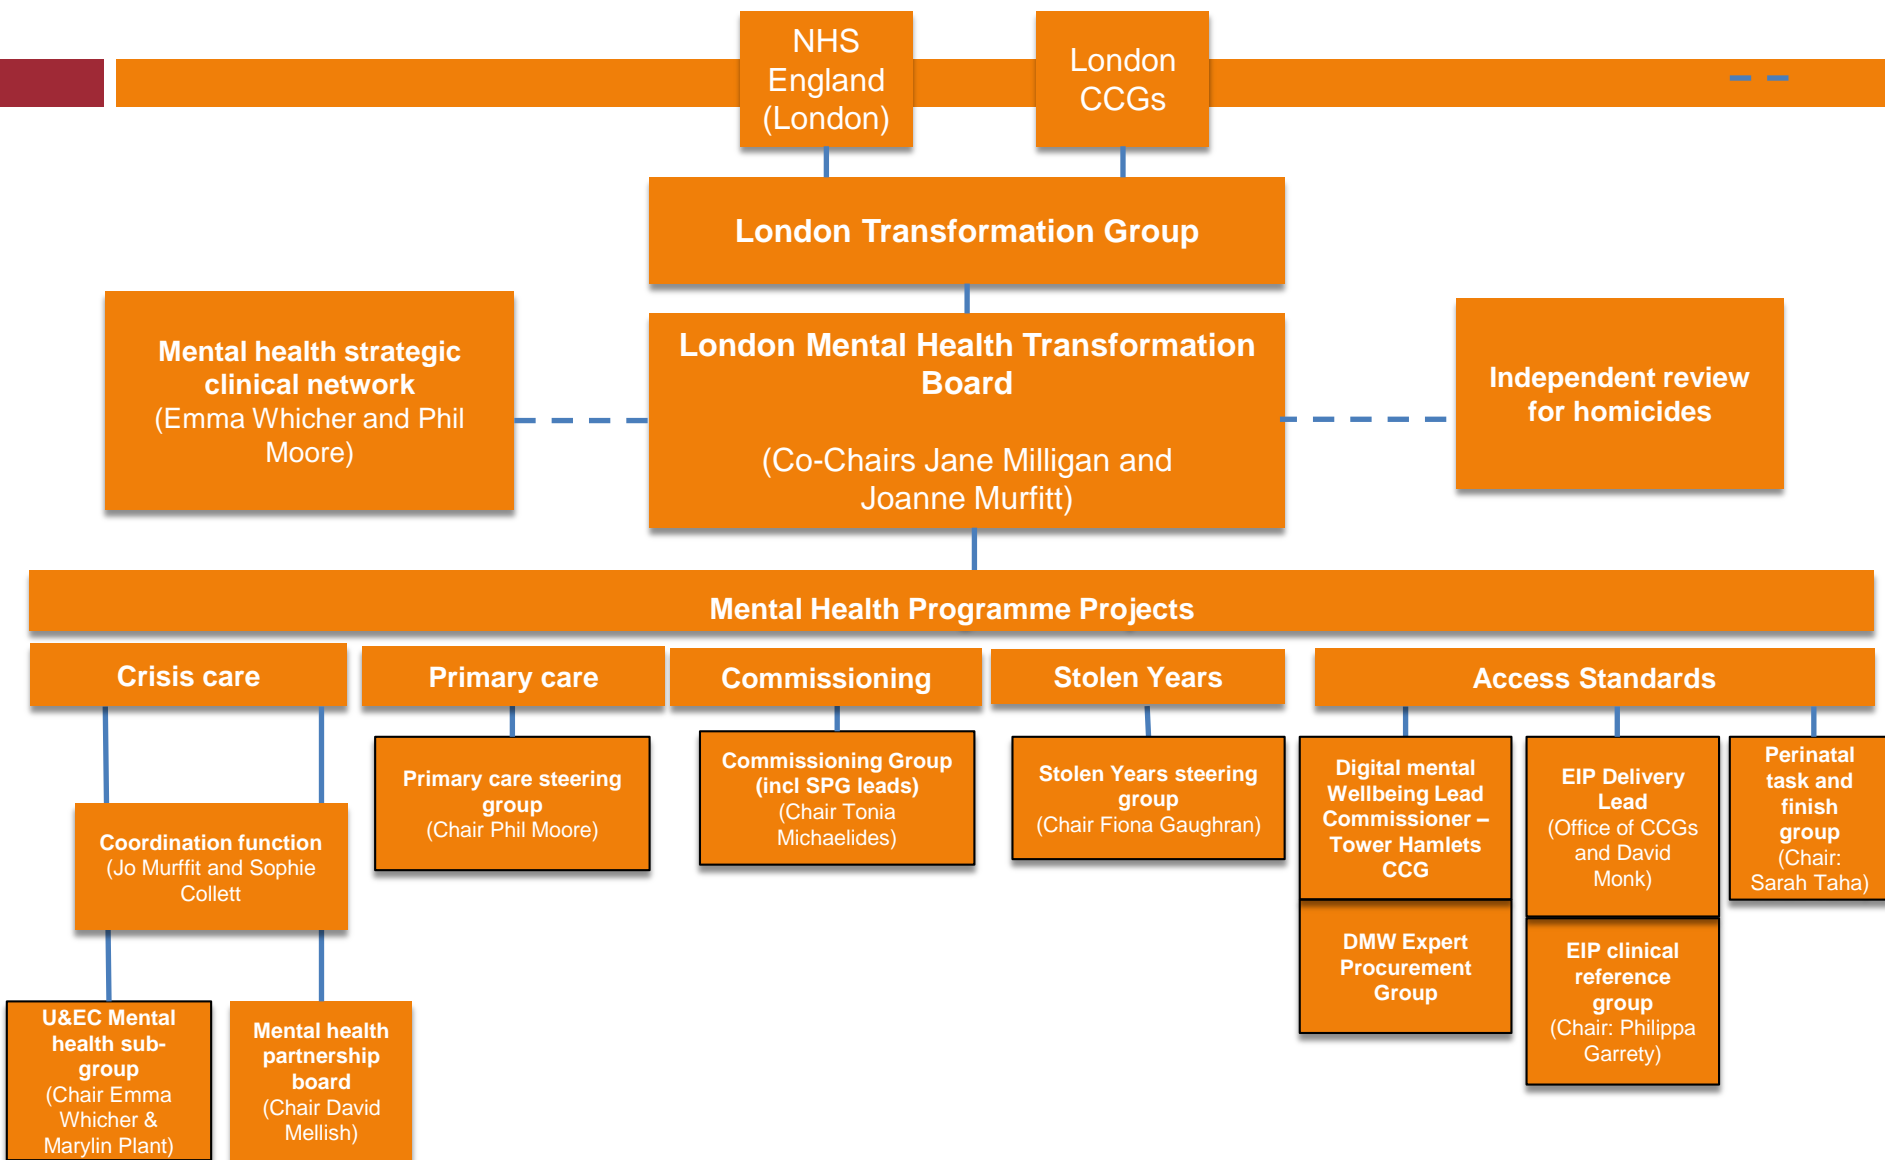 NHS
England
(London)
London
CCGs
London Transformation Group
Mental health strategic
clinical network
(Emma Whicher and Phil
Moore)
London Mental Health Transformation
Board
(Co-Chairs Jane Milligan and
Joanne Murfitt)
Independent review
for homicides
Mental Health Programme Projects
Crisis care
Primary care
Commissioning
Stolen Years
Access Standards
Coordination function
(Jo Murffit and Sophie
Collett
U&EC Mental
health sub-
group
(Chair Emma
Whicher &
Marylin Plant)
Mental health
partnership
board
(Chair David
Mellish)
Primary care steering
group
(Chair Phil Moore)
Commissioning Group
(incl SPG leads)
(Chair Tonia
Michaelides)
Stolen Years steering
group
(Chair Fiona Gaughran)
Digital mental
Wellbeing Lead
Commissioner –
Tower Hamlets
CCG
DMW Expert
Procurement
Group
EIP Delivery
Lead
(Office of CCGs
and David
Monk)
EIP clinical
reference
group
(Chair: Philippa
Garrety)
Perinatal
task and
finish
group
(Chair:
Sarah Taha)